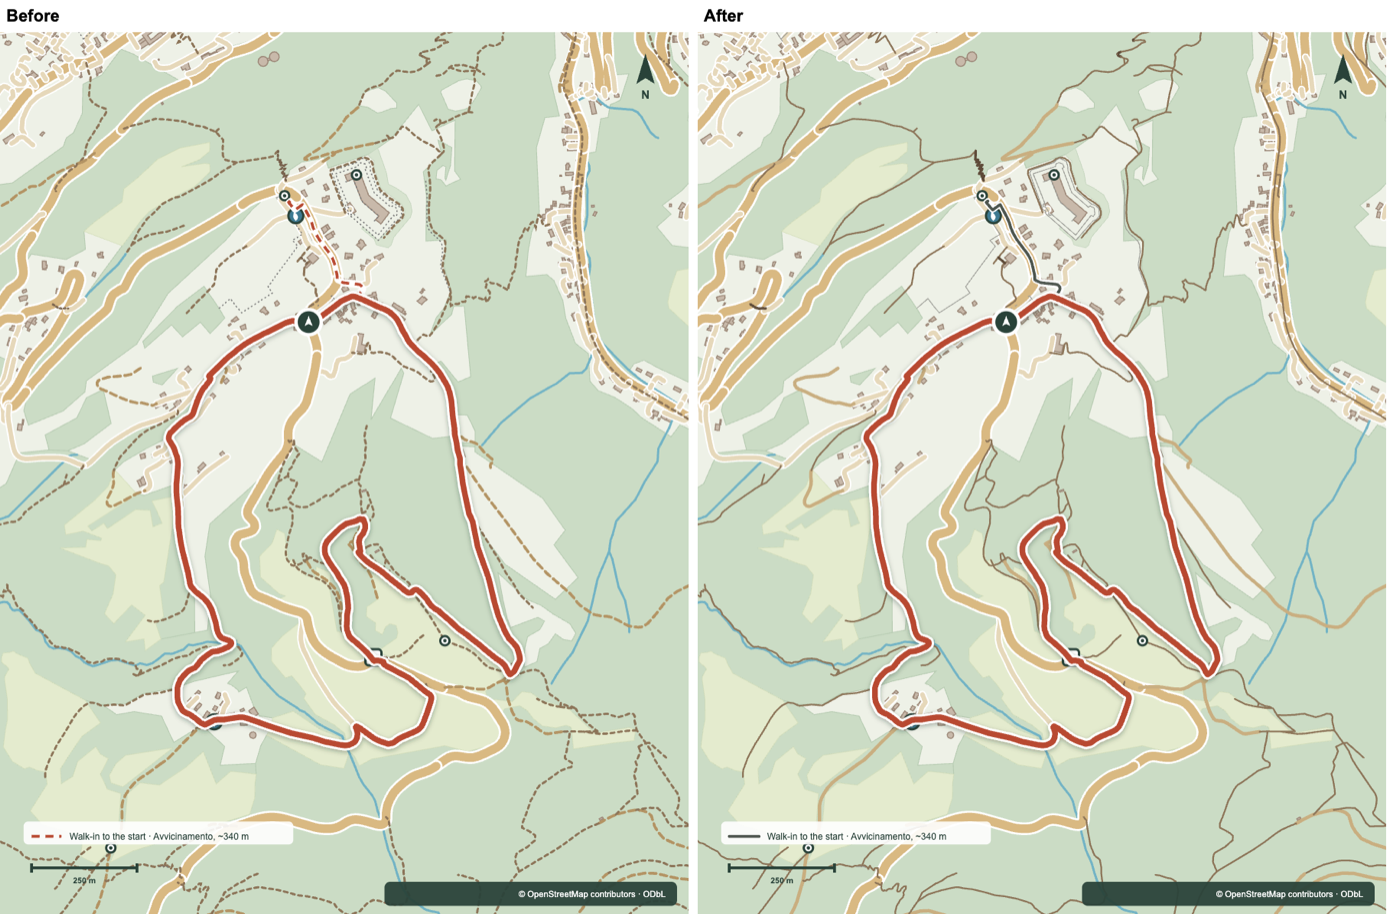 Before
After
N
N
Walk-in to the start · Avvicinamento, ~340 m
Walk-in to the start · Avvicinamento, ~340 m
250 m
250 m
© OpenStreetMap contributors · ODbL
© OpenStreetMap contributors · ODbL